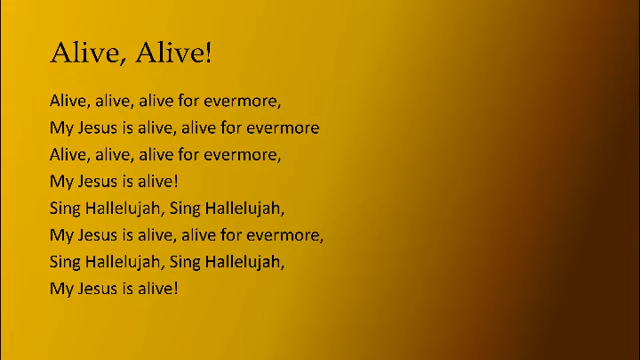 Alive, Alive!
Alive, alive, alive for evermore,
My Jesus is alive, alive for evermore
Alive, alive, alive for evermore,
My Jesus is alive!
Sing Hallelujah, Sing Hallelujah,
My Jesus is alive, alive for evermore,
Sing Hallelujah, Sing Hallelujah,
My Jesus is alive!